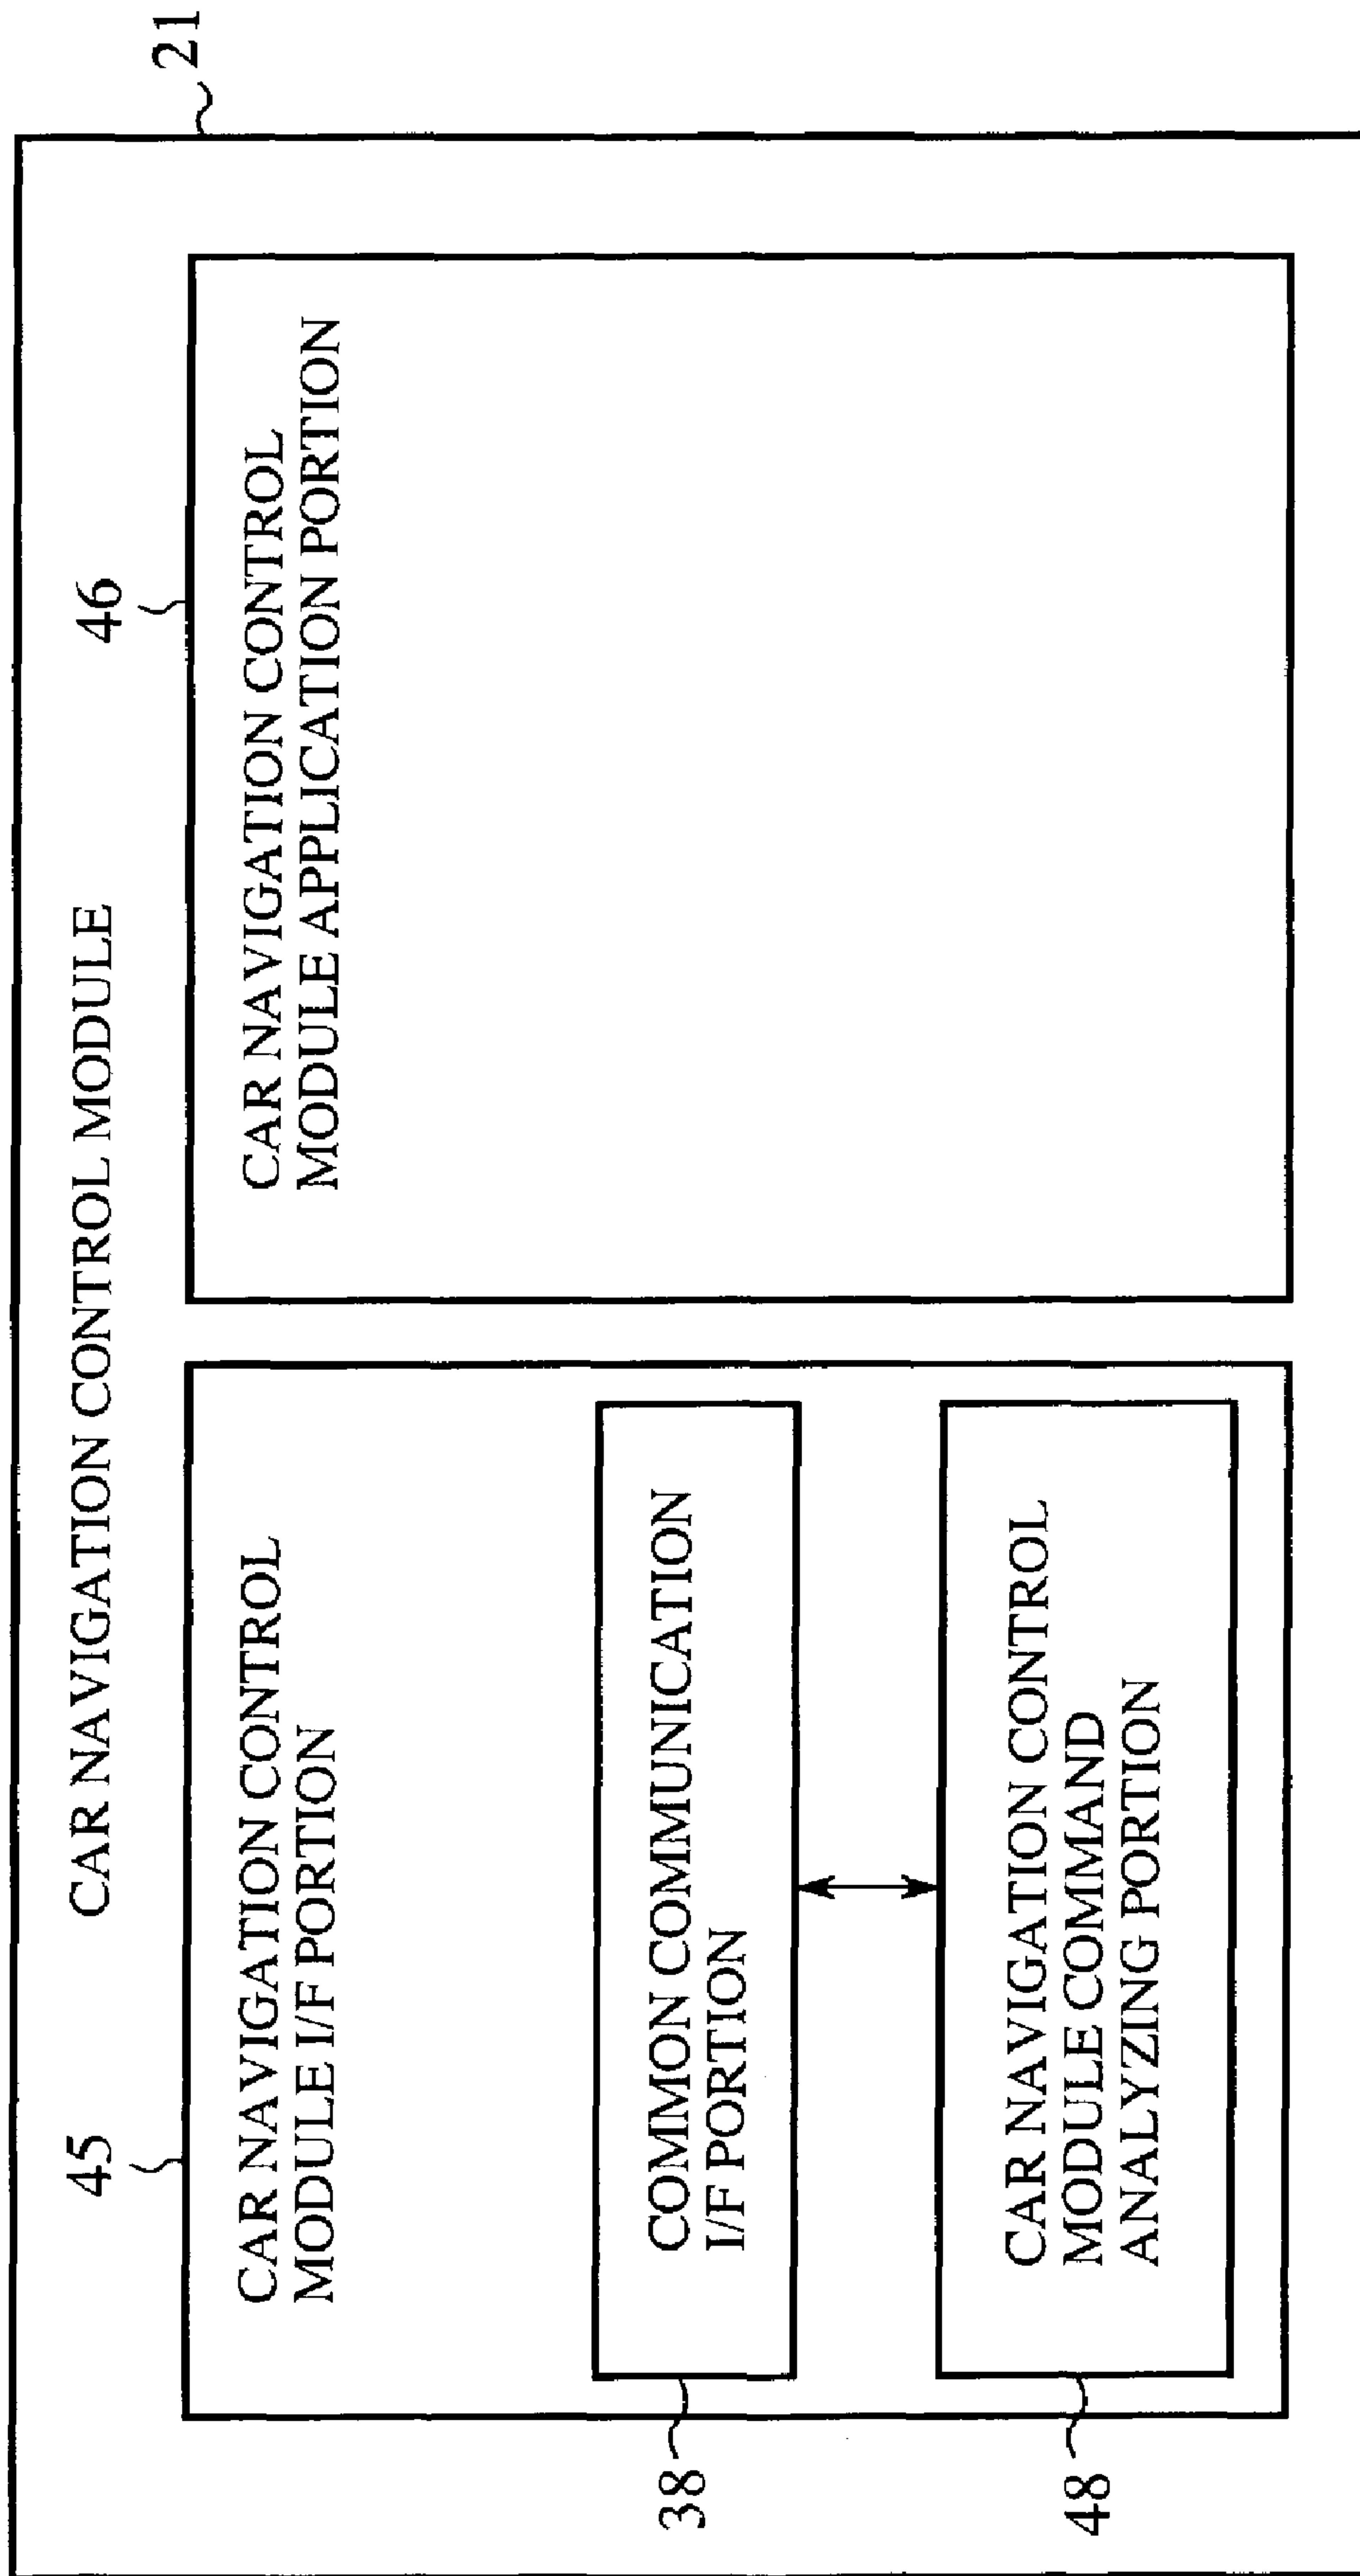 21
CAR NAVIGATION CONTROL MODULE
45
CAR NAVIGATION CONTROL
MODULE I/F PORTION
38
COMMON COMMUNICATION
I/F PORTION
48
CAR NAVIGATION CONTROL
MODULE COMMAND
ANALYZING PORTION
46
CAR NAVIGATION CONTROL
MODULE APPLICATION PORTION